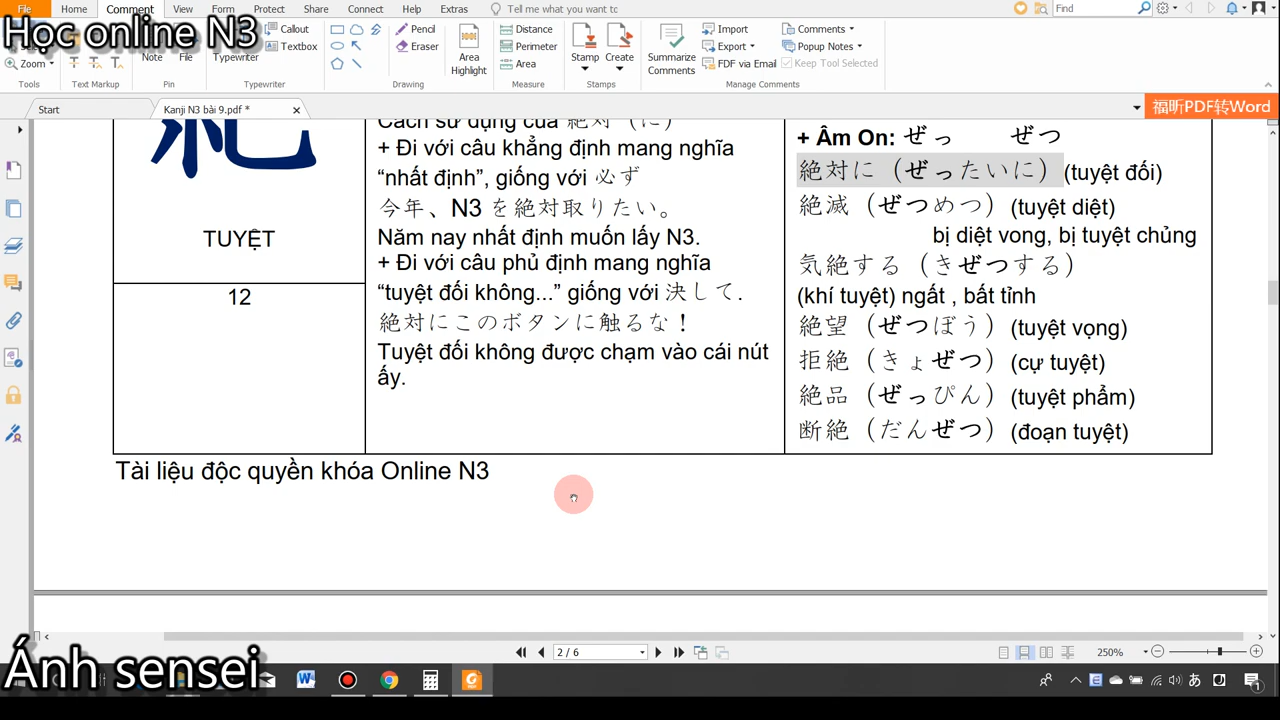 File Home Comment View Form Protect Share Connect Help Extras Tell me what you want to Find
Học online N3
Callout Pencil Distance Import Comments
Textbox Eraser Perimeter Export Popup Notes
Zoom Note File Typewriter Area Highlight Area Stamp Create Summarize Comments FDF via Email Keep Tool Selected
Tools Text Markup Pin Typewriter Drawing Measure Stamps Manage Comments
Start Kanji N3 bài 9.pdf * 福昕PDF转Word
絶
TUYỆT
12
Cách sử dụng của 絶対（に）
+ Đi với câu khẳng định mang nghĩa
“nhất định”, giống với 必ず
今年、N3 を絶対取りたい。
Năm nay nhất định muốn lấy N3.
+ Đi với câu phủ định mang nghĩa
“tuyệt đối không...” giống với 決して.
絶対にこのボタンに触るな！
Tuyệt đối không được chạm vào cái nút
ấy.
+ Âm On: ぜっ ぜつ
絶対に（ぜったいに）(tuyệt đối)
絶滅（ぜつめつ）(tuyệt diệt)
bị diệt vong, bị tuyệt chủng
気絶する（きぜつする）
(khí tuyệt) ngất , bất tỉnh
絶望（ぜつぼう）(tuyệt vọng)
拒絶（きょぜつ）(cự tuyệt)
絶品（ぜっぴん）(tuyệt phẩm)
断絶（だんぜつ）(đoạn tuyệt)
Tài liệu độc quyền khóa Online N3
2 / 6 250%
Ánh sensei